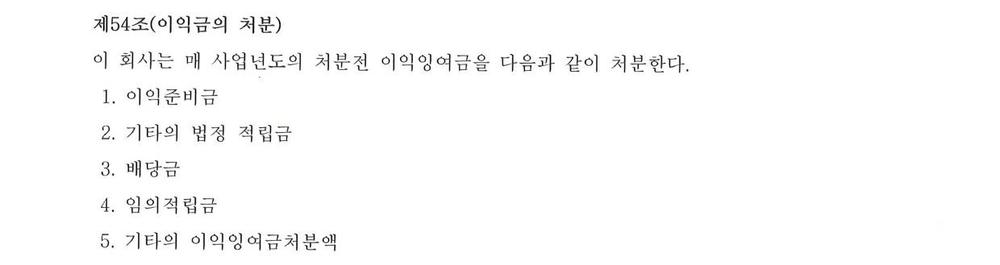 제54조(이익금의 처분)
이 회사는 매 사업년도의 처분전 이익잉여금을 다음과 같이 처분한다.
1. 이익준비금
2. 기타의 법정 적립금
3. 배당금
4. 임의적립금
5. 기타의 이익잉여금처분액